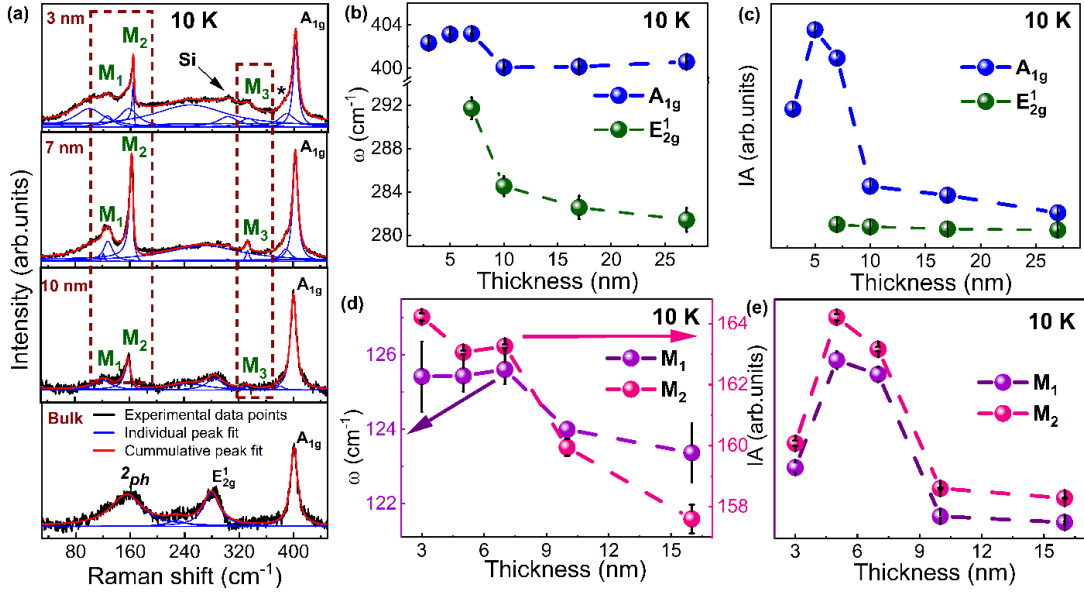 (a)
3 nm
10 K
A1g
M2
Si
M1
M3
*
7 nm
A1g
M2
M1
M3
10 nm
A1g
M2
M1
M3
Bulk
Experimental data points
Individual peak fit
Cummulative peak fit
A1g
2ph
E¹2g
Intensity (arb.units)
80 160 240 320 400
Raman shift (cm⁻¹)
(b)
10 K
404
400
292
288
284
280
ω (cm⁻¹)
A1g
E¹2g
5 10 15 20 25
Thickness (nm)
(c)
10 K
IA (arb.units)
A1g
E¹2g
5 10 15 20 25
Thickness (nm)
(d)
10 K
126
124
122
ω (cm⁻¹)
M1
M2
164
162
160
158
3 6 9 12 15
Thickness (nm)
(e)
10 K
IA (arb.units)
M1
M2
3 6 9 12 15
Thickness (nm)